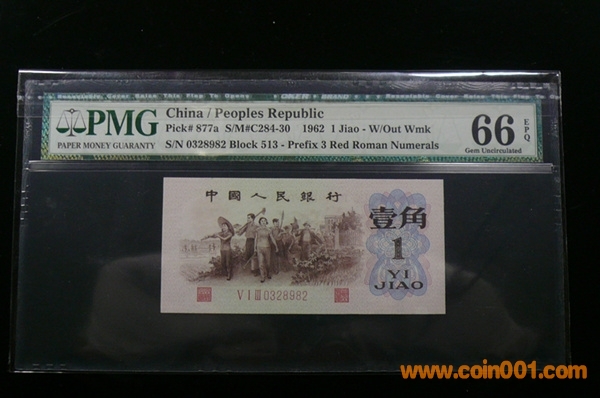 PMG
PAPER MONEY GUARANTY
China / Peoples Republic
Pick# 877a S/M#C284-30 1962 1 Jiao - W/Out Wmk
S/N 0328982 Block 513 - Prefix 3 Red Roman Numerals
66 EPQ
Gem Uncirculated
中國人民銀行
壹角
1
YI
JIAO
V I III 0328982
www.coin001.com